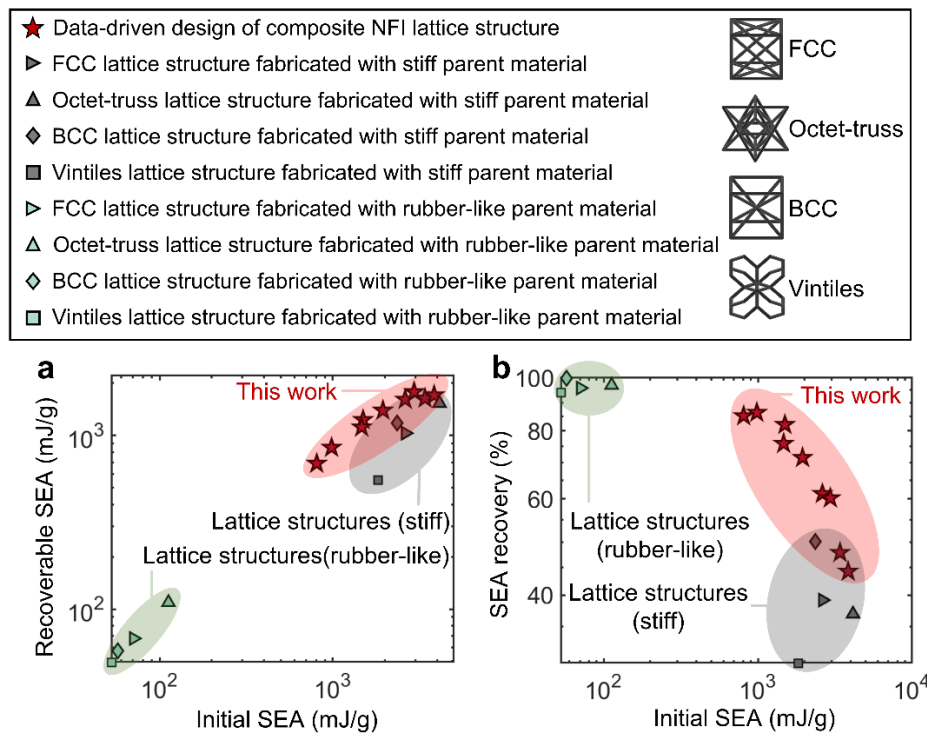 Data-driven design of composite NFI lattice structure
FCC lattice structure fabricated with stiff parent material
Octet-truss lattice structure fabricated with stiff parent material
BCC lattice structure fabricated with stiff parent material
Vintiles lattice structure fabricated with stiff parent material
FCC lattice structure fabricated with rubber-like parent material
Octet-truss lattice structure fabricated with rubber-like parent material
BCC lattice structure fabricated with rubber-like parent material
Vintiles lattice structure fabricated with rubber-like parent material
FCC
Octet-truss
BCC
Vintiles
a
This work
10³
10²
Recoverable SEA (mJ/g)
Lattice structures (stiff)
Lattice structures(rubber-like)
10² 10³
Initial SEA (mJ/g)
b
This work
100
80
60
40
SEA recovery (%)
Lattice structures
(rubber-like)
Lattice structures
(stiff)
10² 10³ 10⁴
Initial SEA (mJ/g)